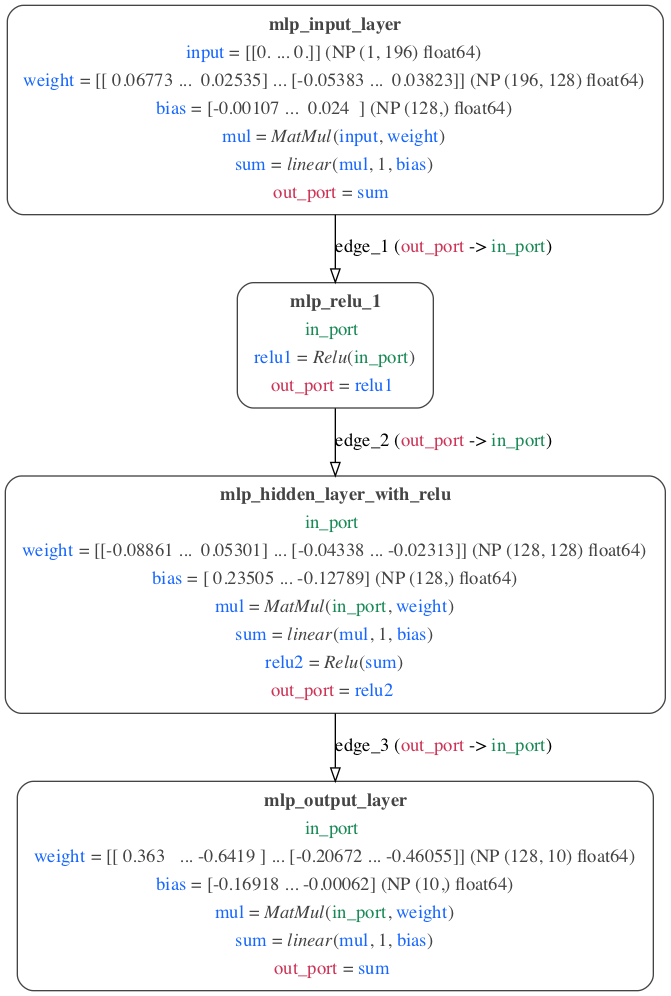 mlp_input_layer
input = [[0. ... 0.]] (NP (1, 196) float64)
weight = [[ 0.06773 ...  0.02535] ... [-0.05383 ...  0.03823]] (NP (196, 128) float64)
bias = [-0.00107 ...  0.024  ] (NP (128,) float64)
mul = MatMul(input, weight)
sum = linear(mul, 1, bias)
out_port = sum
edge_1 (out_port -> in_port)
mlp_relu_1
in_port
relu1 = Relu(in_port)
out_port = relu1
edge_2 (out_port -> in_port)
mlp_hidden_layer_with_relu
in_port
weight = [[-0.08861 ...  0.05301] ... [-0.04338 ... -0.02313]] (NP (128, 128) float64)
bias = [ 0.23505 ... -0.12789] (NP (128,) float64)
mul = MatMul(in_port, weight)
sum = linear(mul, 1, bias)
relu2 = Relu(sum)
out_port = relu2
edge_3 (out_port -> in_port)
mlp_output_layer
in_port
weight = [[ 0.363   ... -0.6419 ] ... [-0.20672 ... -0.46055]] (NP (128, 10) float64)
bias = [-0.16918 ... -0.00062] (NP (10,) float64)
mul = MatMul(in_port, weight)
sum = linear(mul, 1, bias)
out_port = sum